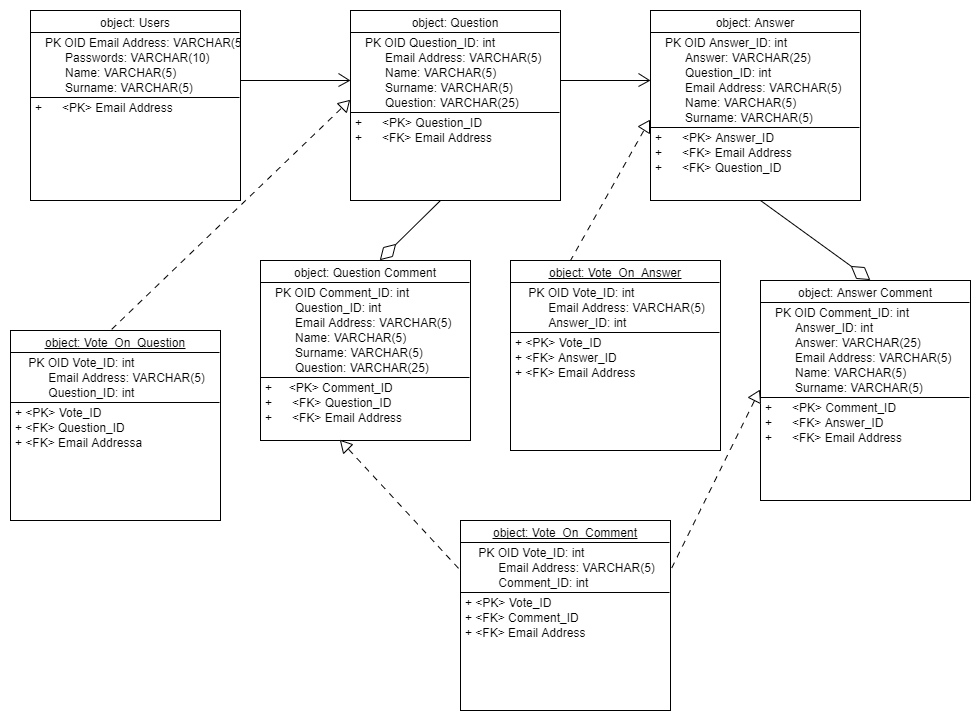 object: Users
PK OID Email Address: VARCHAR(5
Passwords: VARCHAR(10)
Name: VARCHAR(5)
Surname: VARCHAR(5)
+ <PK> Email Address
object: Question
PK OID Question_ID: int
Email Address: VARCHAR(5)
Name: VARCHAR(5)
Surname: VARCHAR(5)
Question: VARCHAR(25)
+ <PK> Question_ID
+ <FK> Email Address
object: Answer
PK OID Answer_ID: int
Answer: VARCHAR(25)
Question_ID: int
Email Address: VARCHAR(5)
Name: VARCHAR(5)
Surname: VARCHAR(5)
+ <PK> Answer_ID
+ <FK> Email Address
+ <FK> Question_ID
object: Question Comment
PK OID Comment_ID: int
Question_ID: int
Email Address: VARCHAR(5)
Name: VARCHAR(5)
Surname: VARCHAR(5)
Question: VARCHAR(25)
+ <PK> Comment_ID
+ <FK> Question_ID
+ <FK> Email Address
object: Vote_On_Answer
PK OID Vote_ID: int
Email Address: VARCHAR(5)
Answer_ID: int
+ <PK> Vote_ID
+ <FK> Answer_ID
+ <FK> Email Address
object: Answer Comment
PK OID Comment_ID: int
Answer_ID: int
Answer: VARCHAR(25)
Email Address: VARCHAR(5)
Name: VARCHAR(5)
Surname: VARCHAR(5)
+ <PK> Comment_ID
+ <FK> Answer_ID
+ <FK> Email Address
object: Vote_On_Question
PK OID Vote_ID: int
Email Address: VARCHAR(5)
Question_ID: int
+ <PK> Vote_ID
+ <FK> Question_ID
+ <FK> Email Addressa
object: Vote_On_Comment
PK OID Vote_ID: int
Email Address: VARCHAR(5)
Comment_ID: int
+ <PK> Vote_ID
+ <FK> Comment_ID
+ <FK> Email Address